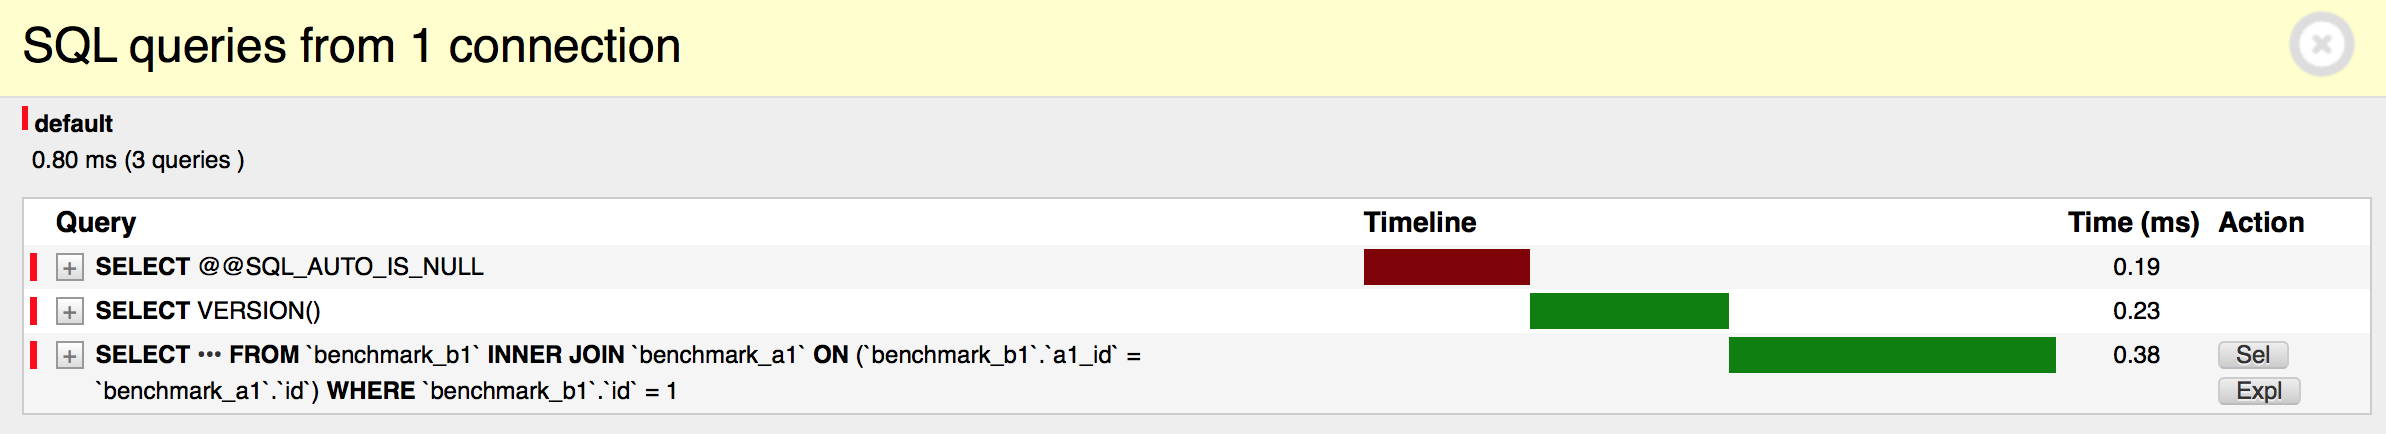 SQL queries from 1 connection
default
0.80 ms (3 queries )
Query Timeline Time (ms) Action
+ SELECT @@SQL_AUTO_IS_NULL 0.19
+ SELECT VERSION() 0.23
+ SELECT ••• FROM `benchmark_b1` INNER JOIN `benchmark_a1` ON (`benchmark_b1`.`a1_id` = 0.38 Sel
`benchmark_a1`.`id`) WHERE `benchmark_b1`.`id` = 1 Expl